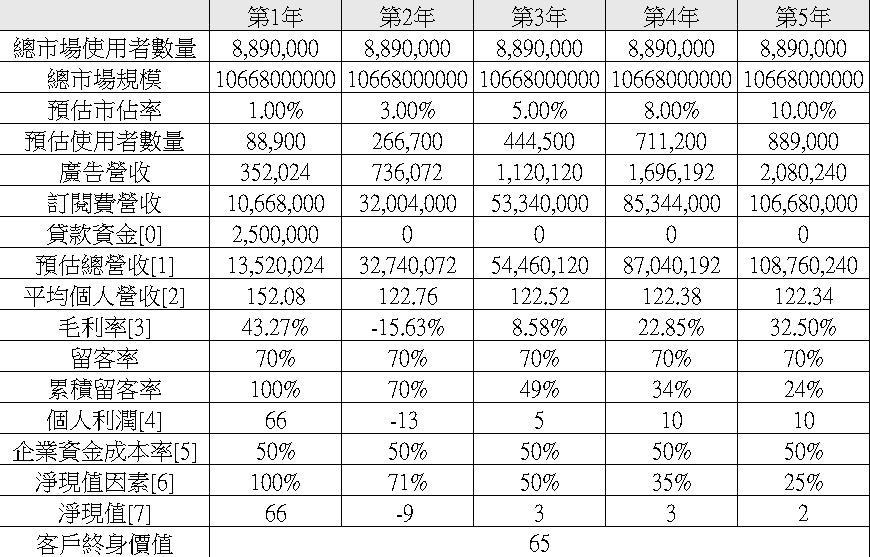 第1年 第2年 第3年 第4年 第5年
總市場使用者數量 8,890,000 8,890,000 8,890,000 8,890,000 8,890,000
總市場規模 10668000000 10668000000 10668000000 10668000000 10668000000
預估市佔率 1.00% 3.00% 5.00% 8.00% 10.00%
預估使用者數量 88,900 266,700 444,500 711,200 889,000
廣告營收 352,024 736,072 1,120,120 1,696,192 2,080,240
訂閱費營收 10,668,000 32,004,000 53,340,000 85,344,000 106,680,000
貸款資金[0] 2,500,000 0 0 0 0
預估總營收[1] 13,520,024 32,740,072 54,460,120 87,040,192 108,760,240
平均個人營收[2] 152.08 122.76 122.52 122.38 122.34
毛利率[3] 43.27% -15.63% 8.58% 22.85% 32.50%
留客率 70% 70% 70% 70% 70%
累積留客率 100% 70% 49% 34% 24%
個人利潤[4] 66 -13 5 10 10
企業資金成本率[5] 50% 50% 50% 50% 50%
淨現值因素[6] 100% 71% 50% 35% 25%
淨現值[7] 66 -9 3 3 2
客戶終身價值 65